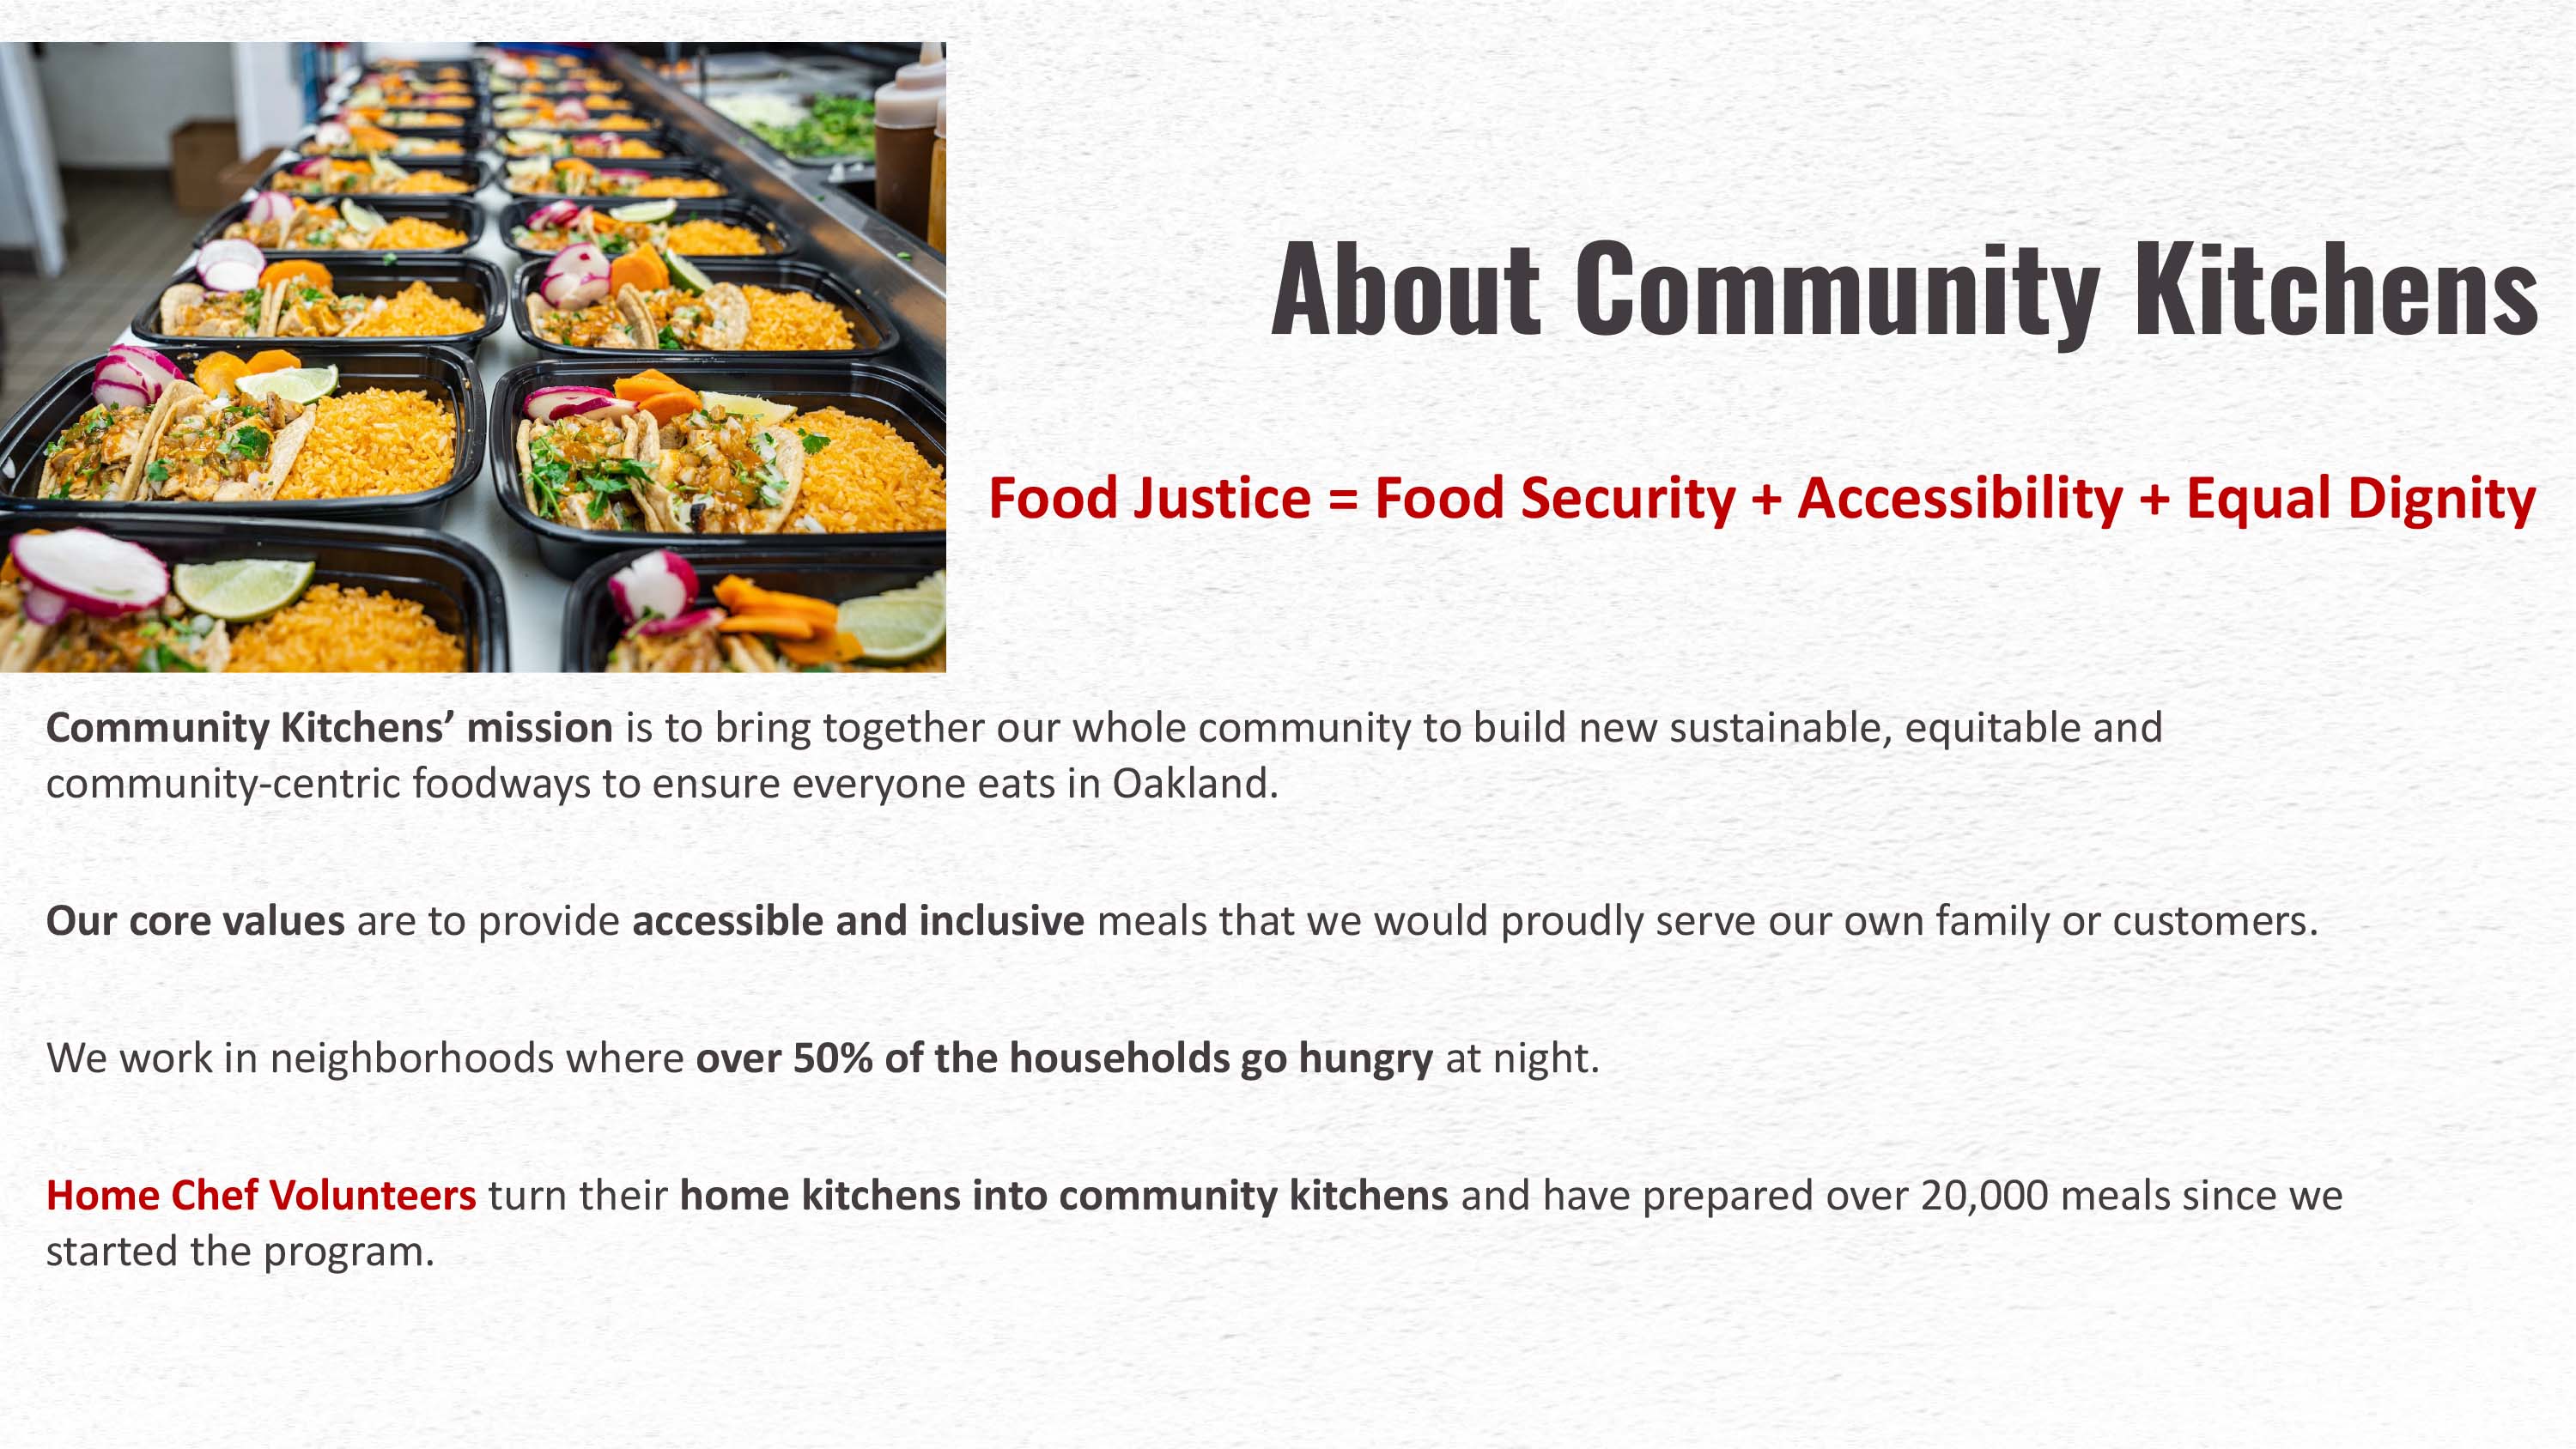 About Community Kitchens
Food Justice = Food Security + Accessibility + Equal Dignity
Community Kitchens’ mission is to bring together our whole community to build new sustainable, equitable and
community-centric foodways to ensure everyone eats in Oakland.
Our core values are to provide accessible and inclusive meals that we would proudly serve our own family or customers.
We work in neighborhoods where over 50% of the households go hungry at night.
Home Chef Volunteers turn their home kitchens into community kitchens and have prepared over 20,000 meals since we
started the program.